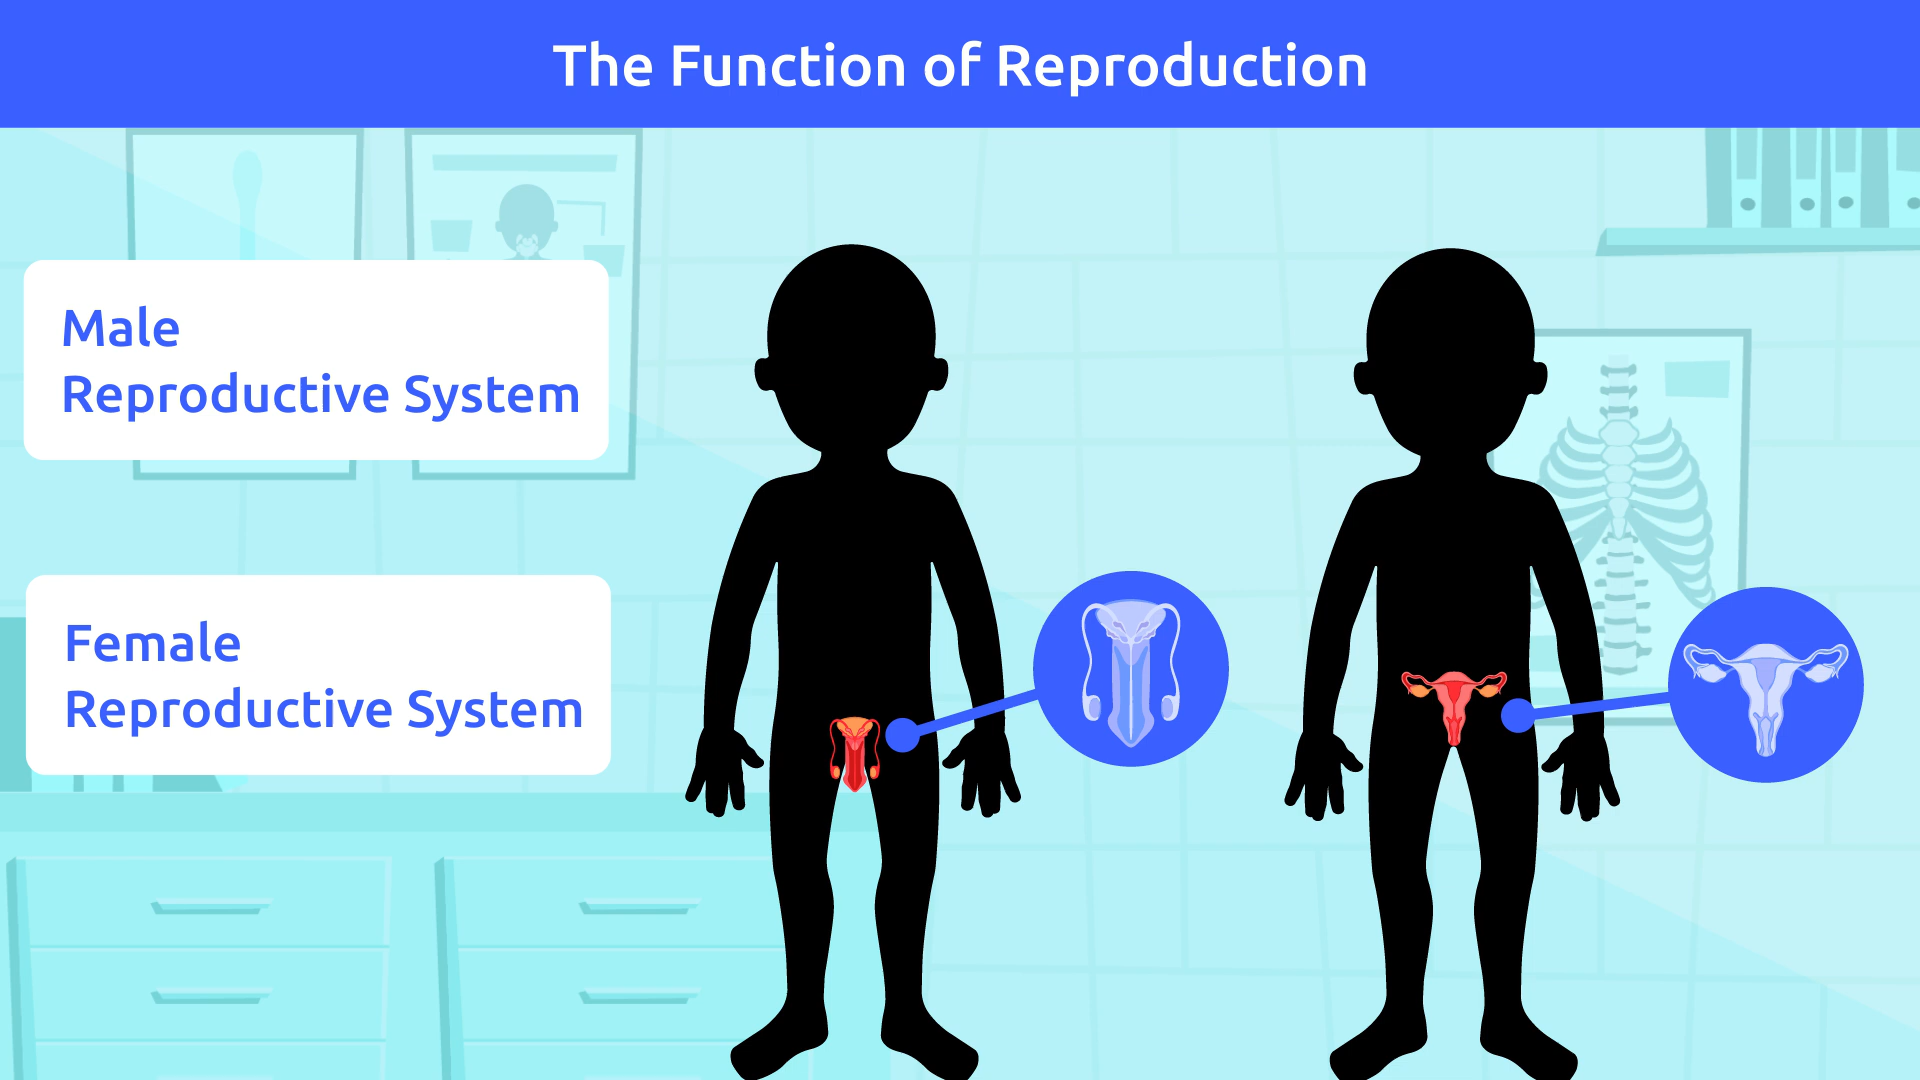 The Function of Reproduction
Male
Reproductive System
Female
Reproductive System